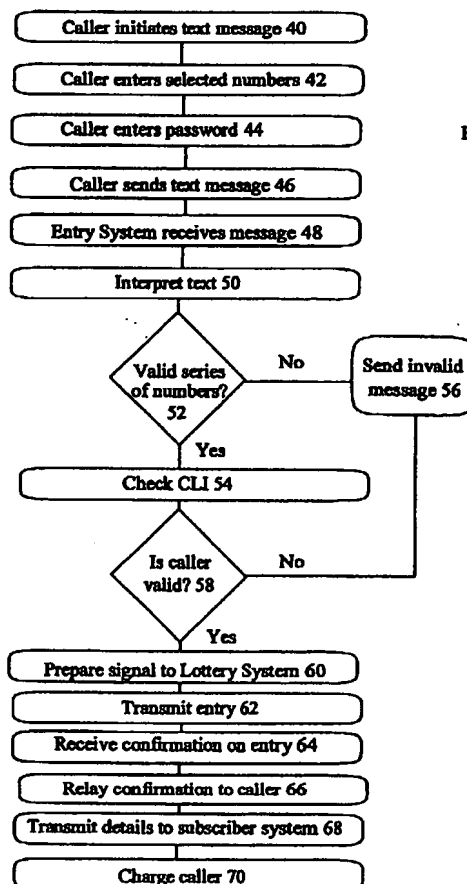 Caller initiates text message 40
Caller enters selected numbers 42
Caller enters password 44
Caller sends text message 46
Entry System receives message 48
Interpret text 50
Valid series
of numbers?
52
No
Send invalid
message 56
Yes
Check CLI 54
Is caller
valid? 58
No
Yes
Prepare signal to Lottery System 60
Transmit entry 62
Receive confirmation on entry 64
Relay confirmation to caller 66
Transmit details to subscriber system 68
Charge caller 70